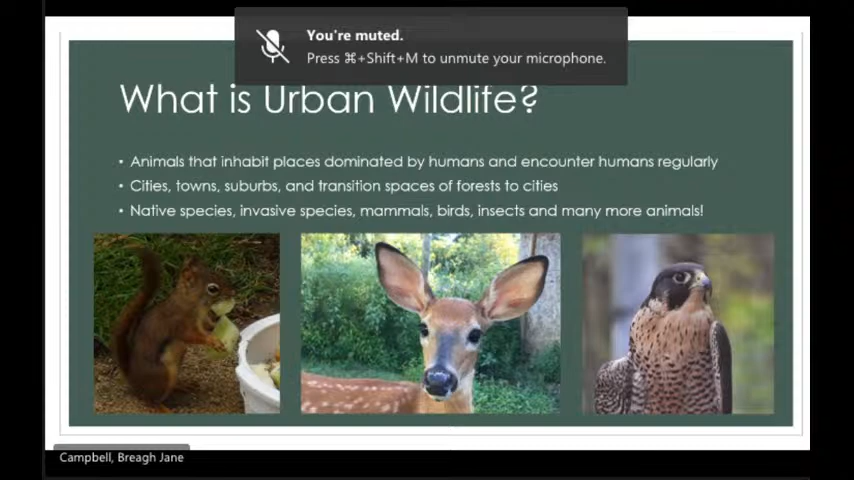 You're muted.
Press ⌘+Shift+M to unmute your microphone.
What is Urban Wildlife?
• Animals that inhabit places dominated by humans and encounter humans regularly
• Cities, towns, suburbs, and transition spaces of forests to cities
• Native species, invasive species, mammals, birds, insects and many more animals!
Campbell, Breagh Jane